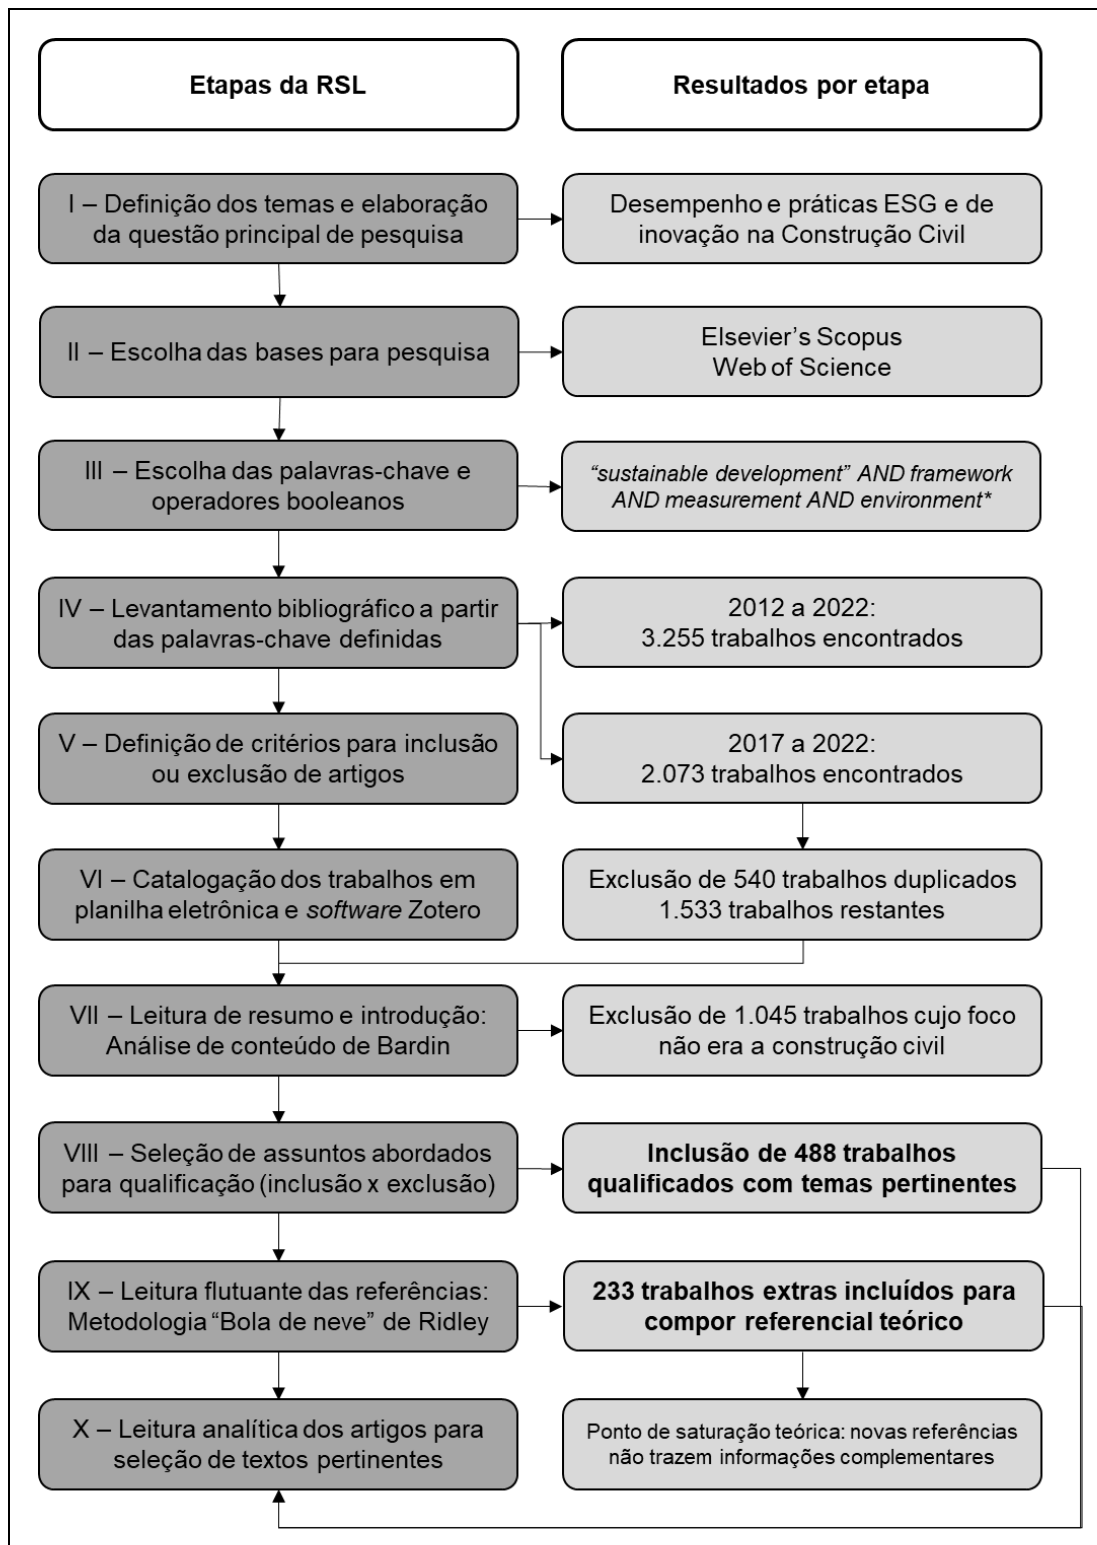 Etapas da RSL
Resultados por etapa
I – Definição dos temas e elaboração
da questão principal de pesquisa
Desempenho e práticas ESG e de
inovação na Construção Civil
II – Escolha das bases para pesquisa
Elsevier’s Scopus
Web of Science
III – Escolha das palavras-chave e
operadores booleanos
“sustainable development” AND framework
AND measurement AND environment*
IV – Levantamento bibliográfico a partir
das palavras-chave definidas
2012 a 2022:
3.255 trabalhos encontrados
V – Definição de critérios para inclusão
ou exclusão de artigos
2017 a 2022:
2.073 trabalhos encontrados
VI – Catalogação dos trabalhos em
planilha eletrônica e software Zotero
Exclusão de 540 trabalhos duplicados
1.533 trabalhos restantes
VII – Leitura de resumo e introdução:
Análise de conteúdo de Bardin
Exclusão de 1.045 trabalhos cujo foco
não era a construção civil
VIII – Seleção de assuntos abordados
para qualificação (inclusão x exclusão)
Inclusão de 488 trabalhos
qualificados com temas pertinentes
IX – Leitura flutuante das referências:
Metodologia “Bola de neve” de Ridley
233 trabalhos extras incluídos para
compor referencial teórico
X – Leitura analítica dos artigos para
seleção de textos pertinentes
Ponto de saturação teórica: novas referências
não trazem informações complementares